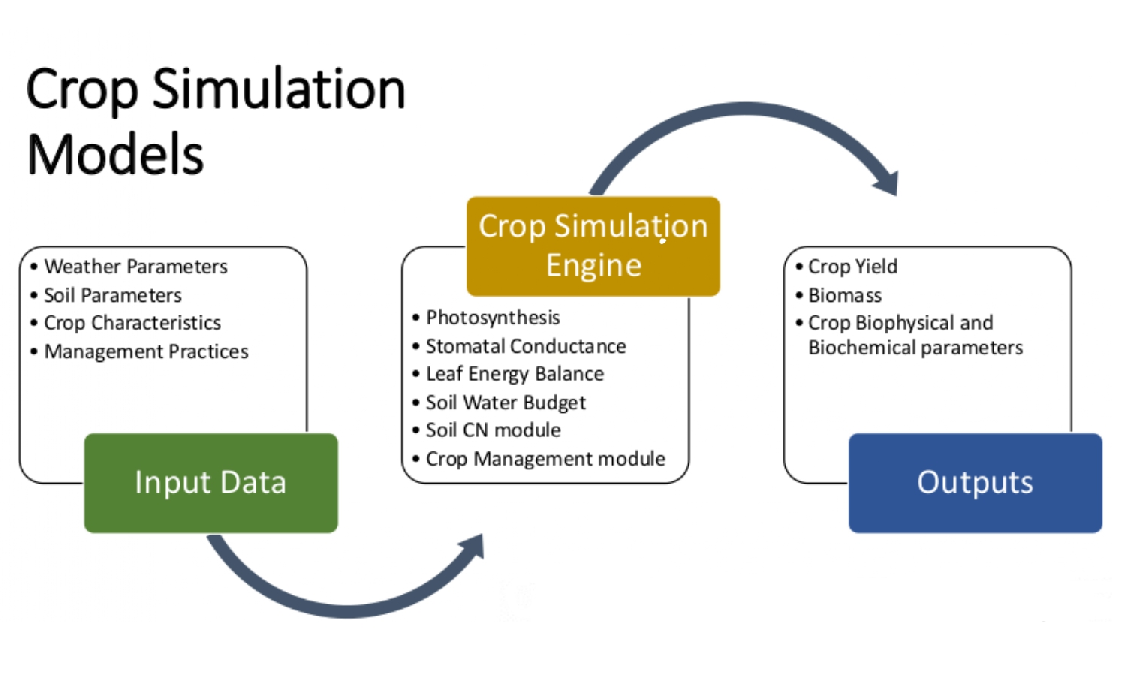 Crop Simulation
Models
• Weather Parameters
• Soil Parameters
• Crop Characteristics
• Management Practices
Input Data
Crop Simulation
Engine
• Photosynthesis
• Stomatal Conductance
• Leaf Energy Balance
• Soil Water Budget
• Soil CN module
• Crop Management module
• Crop Yield
• Biomass
• Crop Biophysical and
Biochemical parameters
Outputs